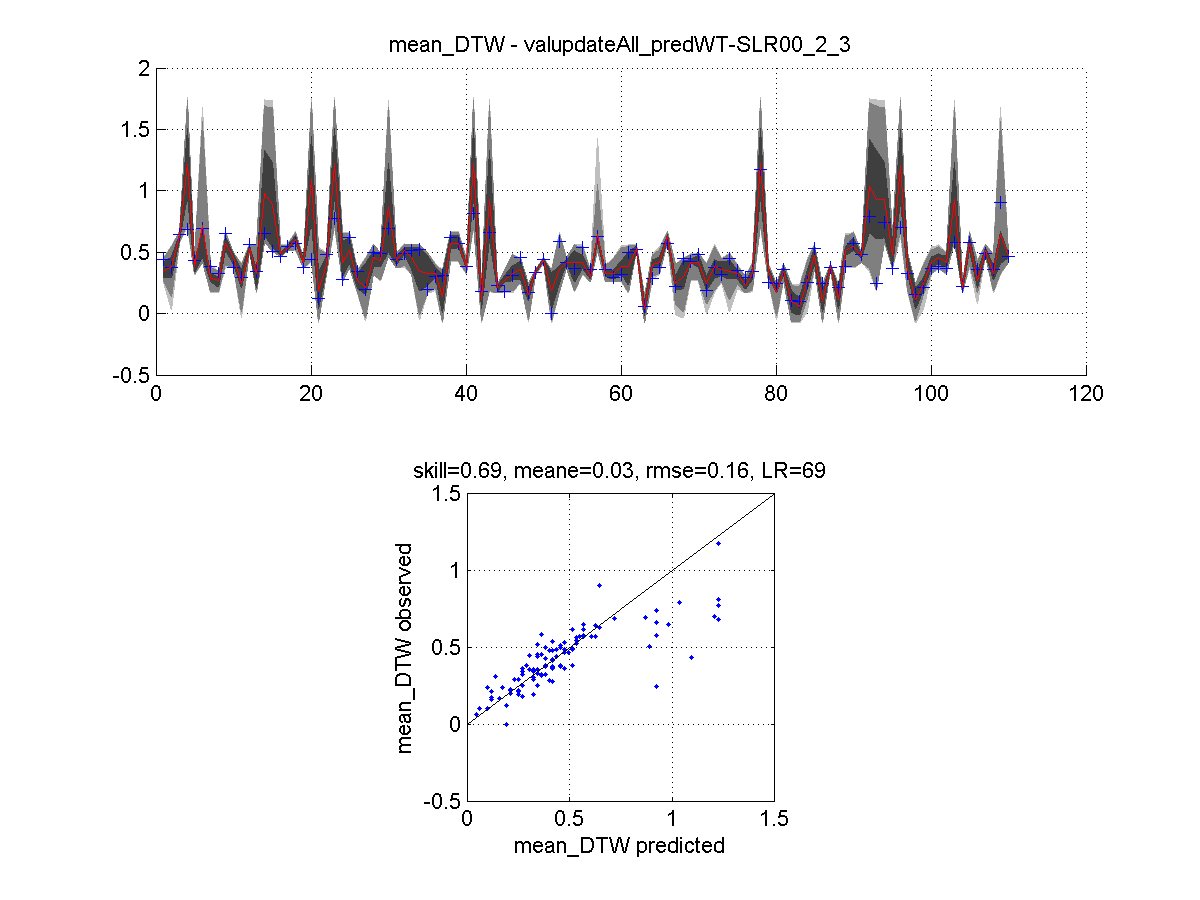 mean_DTW - valupdateAll_predWT-SLR00_2_3
2
1.5
1
0.5
0
-0.5
0 20 40 60 80 100 120
skill=0.69, meane=0.03, rmse=0.16, LR=69
1.5
1
0.5
0
-0.5
mean_DTW observed
0 0.5 1 1.5
mean_DTW predicted